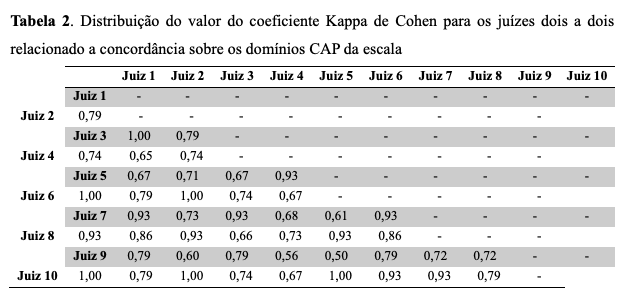 Tabela 2. Distribuição do valor do coeficiente Kappa de Cohen para os juízes dois a dois
relacionado a concordância sobre os domínios CAP da escala
Juiz 1 Juiz 2 Juiz 3 Juiz 4 Juiz 5 Juiz 6 Juiz 7 Juiz 8 Juiz 9 Juiz 10
Juiz 1 - - - - - - - - - -
Juiz 2 0,79 - - - - - - - - -
Juiz 3 1,00 0,79 - - - - - - - -
Juiz 4 0,74 0,65 0,74 - - - - - - -
Juiz 5 0,67 0,71 0,67 0,93 - - - - - -
Juiz 6 1,00 0,79 1,00 0,74 0,67 - - - - -
Juiz 7 0,93 0,73 0,93 0,68 0,61 0,93 - - - -
Juiz 8 0,93 0,86 0,93 0,66 0,73 0,93 0,86 - - -
Juiz 9 0,79 0,60 0,79 0,56 0,50 0,79 0,72 0,72 - -
Juiz 10 1,00 0,79 1,00 0,74 0,67 1,00 0,93 0,93 0,79 -